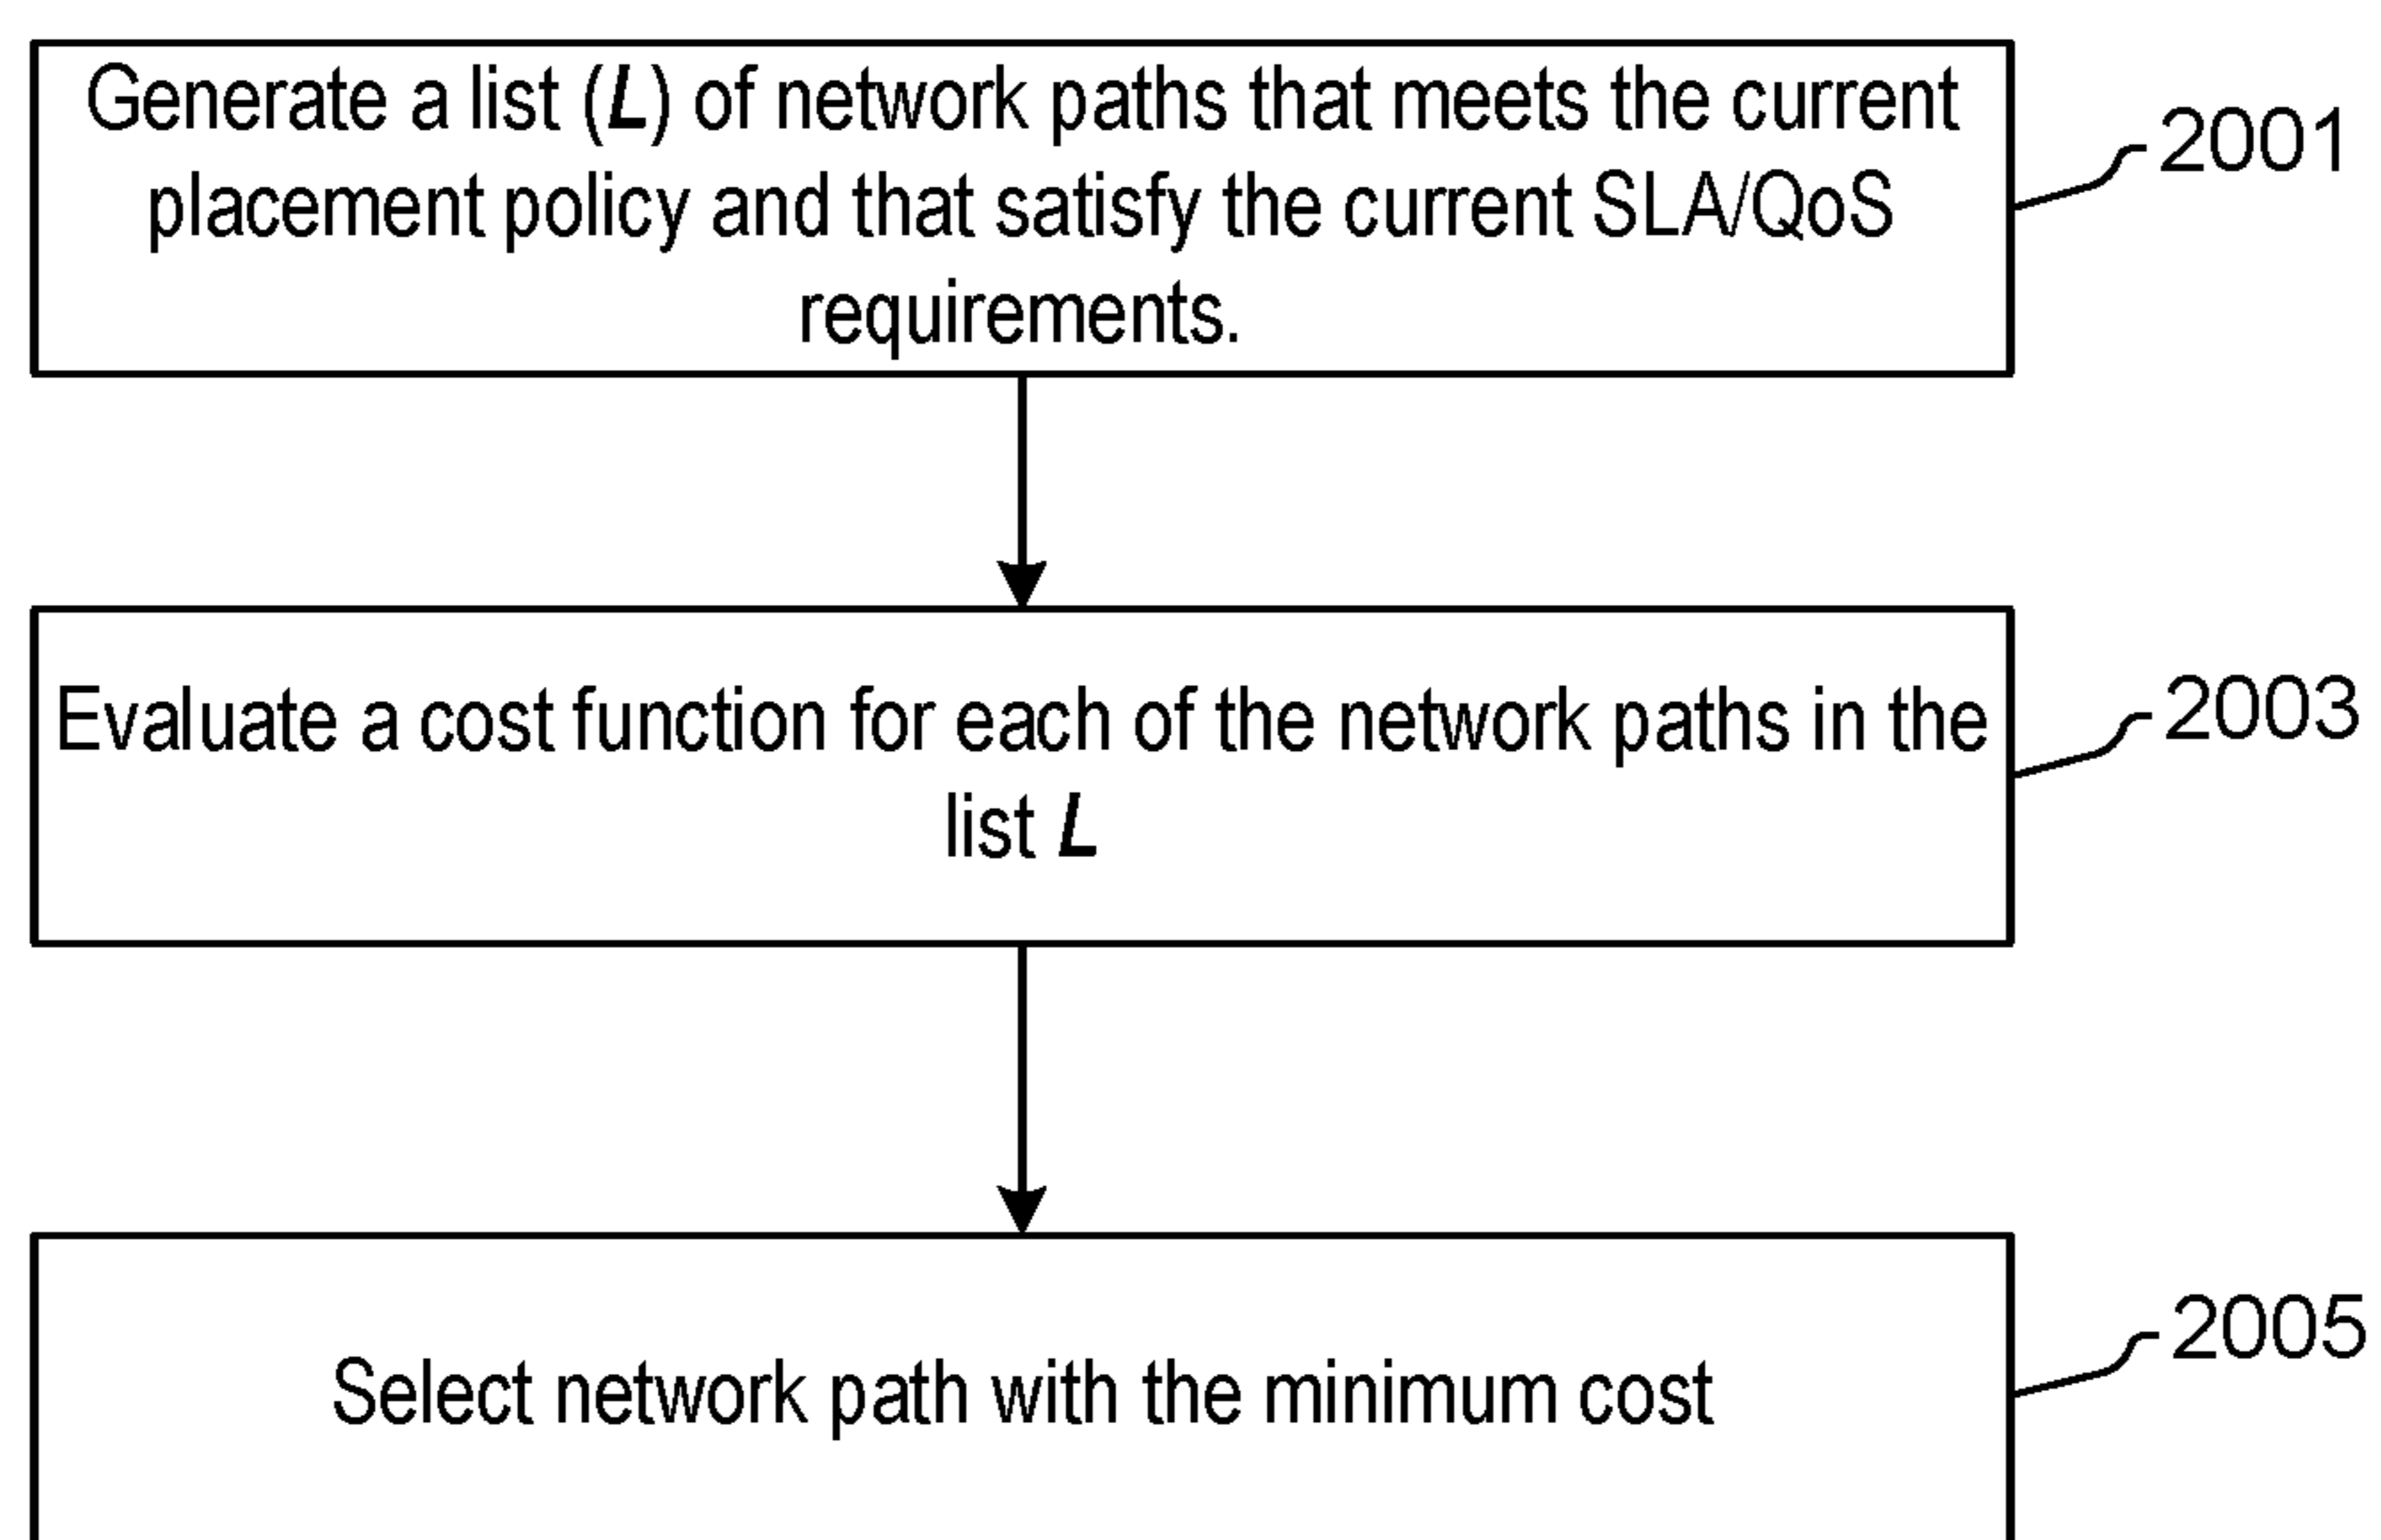 Generate a list (L) of network paths that meets the current
placement policy and that satisfy the current SLA/QoS
requirements.
2001
Evaluate a cost function for each of the network paths in the
list L
2003
Select network path with the minimum cost
2005